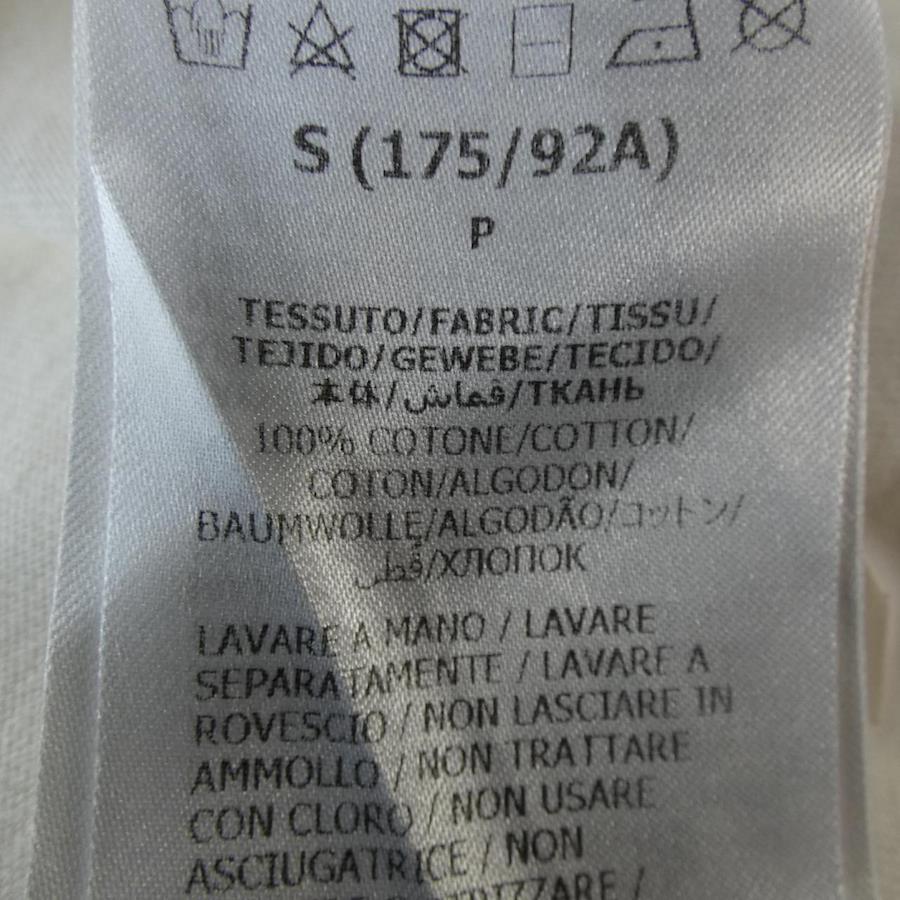 S (175/92A)
P
TESSUTO/FABRIC/TISSU/
TEJIDO/GEWEBE/TECIDO/
本体/قماش/ТКАНЬ
100% COTONE/COTTON/
COTON/ALGODON/
BAUMWOLLE/ALGODÃO/コットン/
قطن/ХЛОПОК
LAVARE A MANO / LAVARE
SEPARATAMENTE / LAVARE A
ROVESCIO / NON LASCIARE IN
AMMOLLO / NON TRATTARE
CON CLORO / NON USARE
ASCIUGATRICE / NON